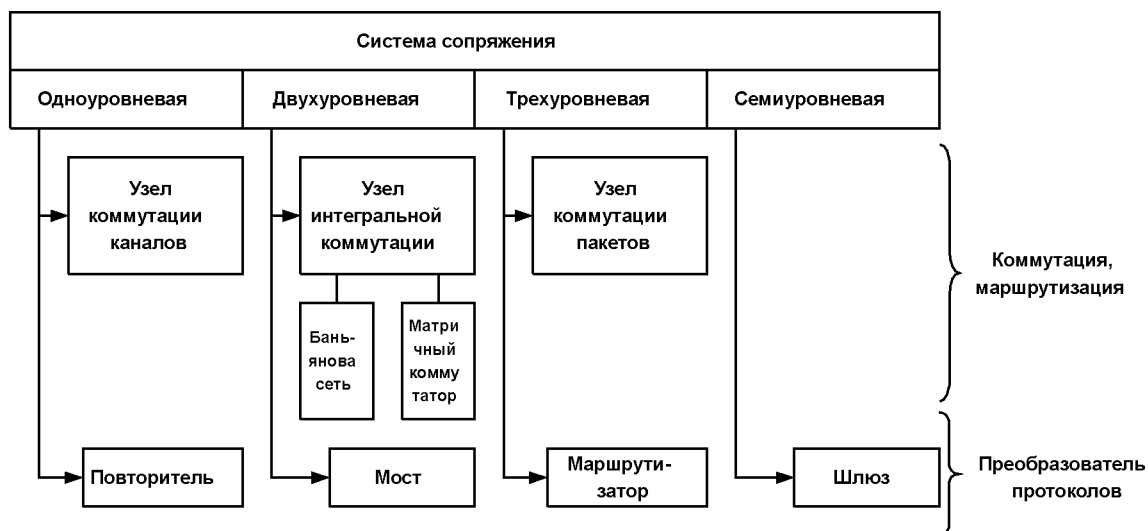 Система сопряжения
Одноуровневая
Двухуровневая
Трехуровневая
Семиуровневая
Узел
коммутации
каналов
Узел
интегральной
коммутации
Узел
коммутации
пакетов
Коммутация,
маршрутизация
Бань-
янова
сеть
Матри
чный
комму
татор
Повторитель
Мост
Маршрути-
затор
Шлюз
Преобразователь
протоколов